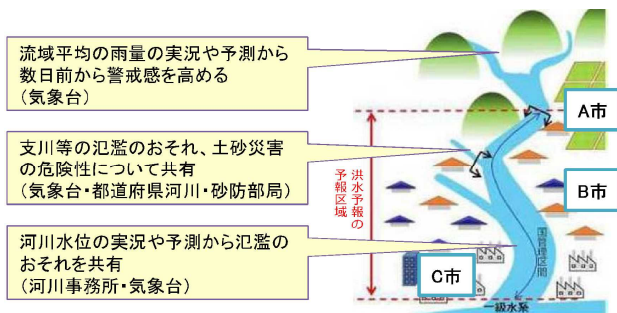 流域平均の雨量の実況や予測から
数日前から警戒感を高める
(気象台)
支川等の氾濫のおそれ、土砂災害
の危険性について共有
(気象台・都道府県河川・砂防部局)
河川水位の実況や予測から氾濫の
おそれを共有
(河川事務所・気象台)
洪水予報の
予報区域
A市
B市
C市
国管理区間
一級水系